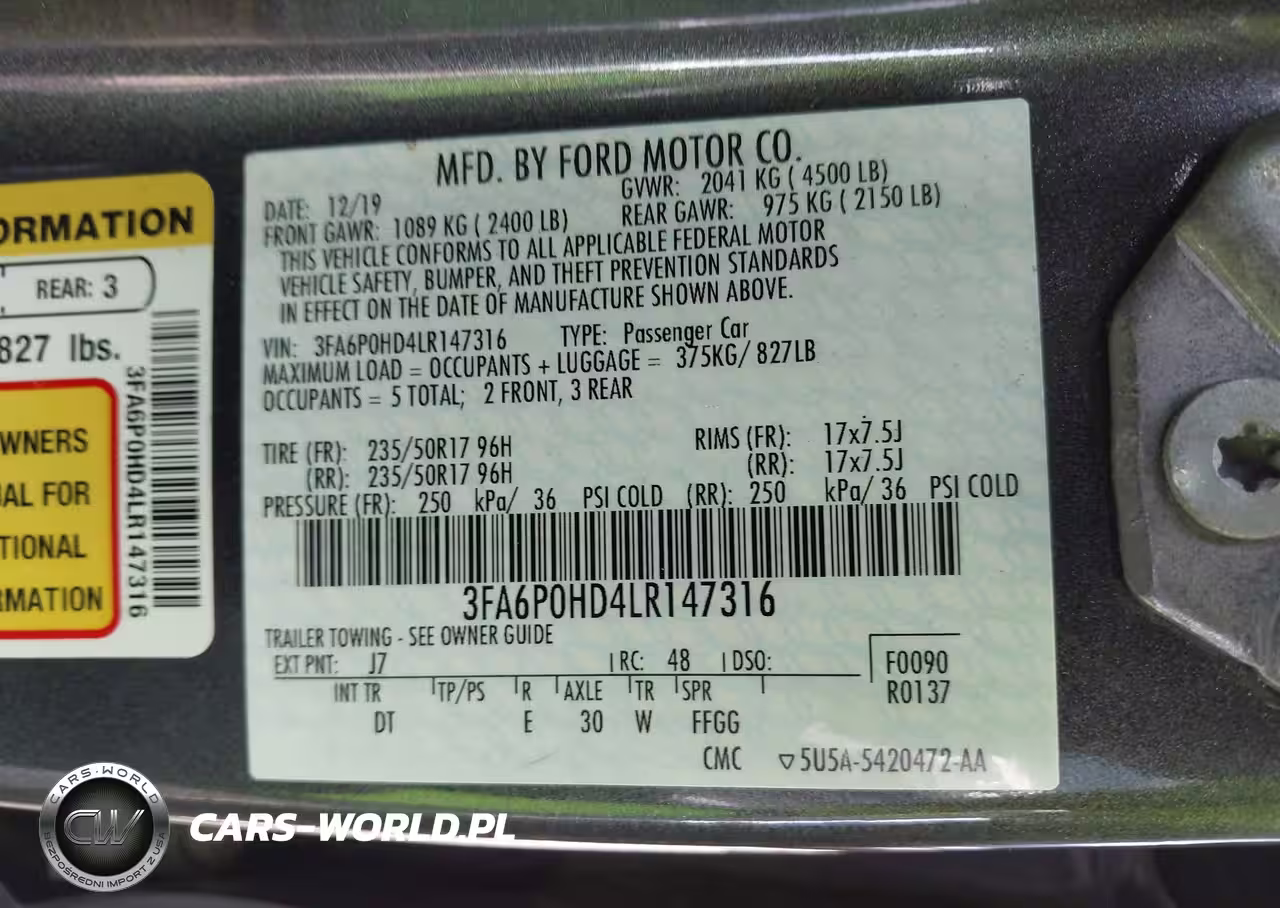 MFD. BY FORD MOTOR CO.
DATE: 12/19
GVWR: 2041 KG ( 4500 LB)
FRONT GAWR: 1089 KG ( 2400 LB)
REAR GAWR: 975 KG ( 2150 LB)
THIS VEHICLE CONFORMS TO ALL APPLICABLE FEDERAL MOTOR
VEHICLE SAFETY, BUMPER, AND THEFT PREVENTION STANDARDS
IN EFFECT ON THE DATE OF MANUFACTURE SHOWN ABOVE.
VIN: 3FA6P0HD4LR147316 TYPE: Passenger Car
MAXIMUM LOAD = OCCUPANTS + LUGGAGE = 375KG/ 827LB
OCCUPANTS = 5 TOTAL; 2 FRONT, 3 REAR
TIRE (FR): 235/50R17 96H RIMS (FR): 17x7.5J
(RR): 235/50R17 96H (RR): 17x7.5J
PRESSURE (FR): 250 kPa/ 36 PSI COLD (RR): 250 kPa/ 36 PSI COLD
3FA6P0HD4LR147316
TRAILER TOWING - SEE OWNER GUIDE
EXT PNT: J7 RC: 48 DSO: F0090
INT TR TP/PS R AXLE TR SPR R0137
DT E 30 W FFGG
CMC ▽5U5A-5420472-AA
ORMATION
REAR: 3
827 lbs.
3FA6P0HD4LR147316
WNERS
UAL FOR
TIONAL
RMATION
CARS-WORLD
CW
BEZPOŚREDNI IMPORT Z USA
CARS-WORLD.PL